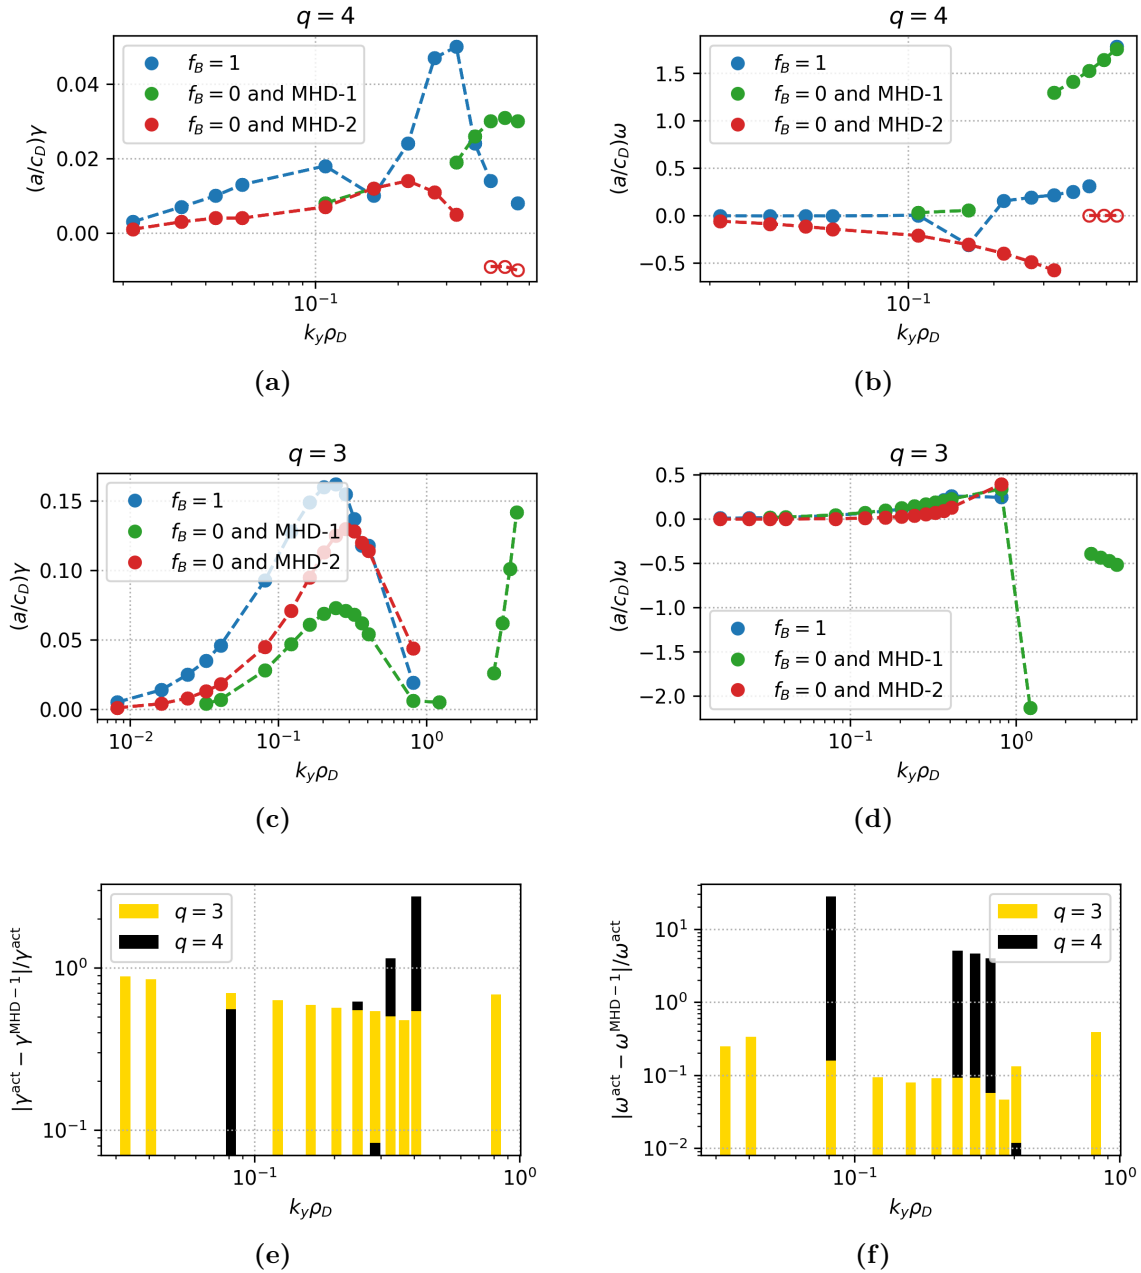 q = 4
(a/c_D)γ
0.04
0.02
0.00
f_B = 1
f_B = 0 and MHD-1
f_B = 0 and MHD-2
10^{-1}
k_yρ_D
(a)
q = 4
(a/c_D)ω
1.5
1.0
0.5
0.0
−0.5
f_B = 1
f_B = 0 and MHD-1
f_B = 0 and MHD-2
10^{-1}
k_yρ_D
(b)
q = 3
(a/c_D)γ
0.15
0.10
0.05
0.00
f_B = 1
f_B = 0 and MHD-1
f_B = 0 and MHD-2
10^{-2} 10^{-1} 10^{0}
k_yρ_D
(c)
q = 3
(a/c_D)ω
0.5
0.0
−0.5
−1.0
−1.5
−2.0
f_B = 1
f_B = 0 and MHD-1
f_B = 0 and MHD-2
10^{-1} 10^{0}
k_yρ_D
(d)
|γ^{act} − γ^{MHD−1}|/γ^{act}
10^{0}
10^{-1}
q = 3
q = 4
10^{-1} 10^{0}
k_yρ_D
(e)
|ω^{act} − ω^{MHD−1}|/ω^{act}
10^{1}
10^{0}
10^{-1}
10^{-2}
q = 3
q = 4
10^{-1} 10^{0}
k_yρ_D
(f)